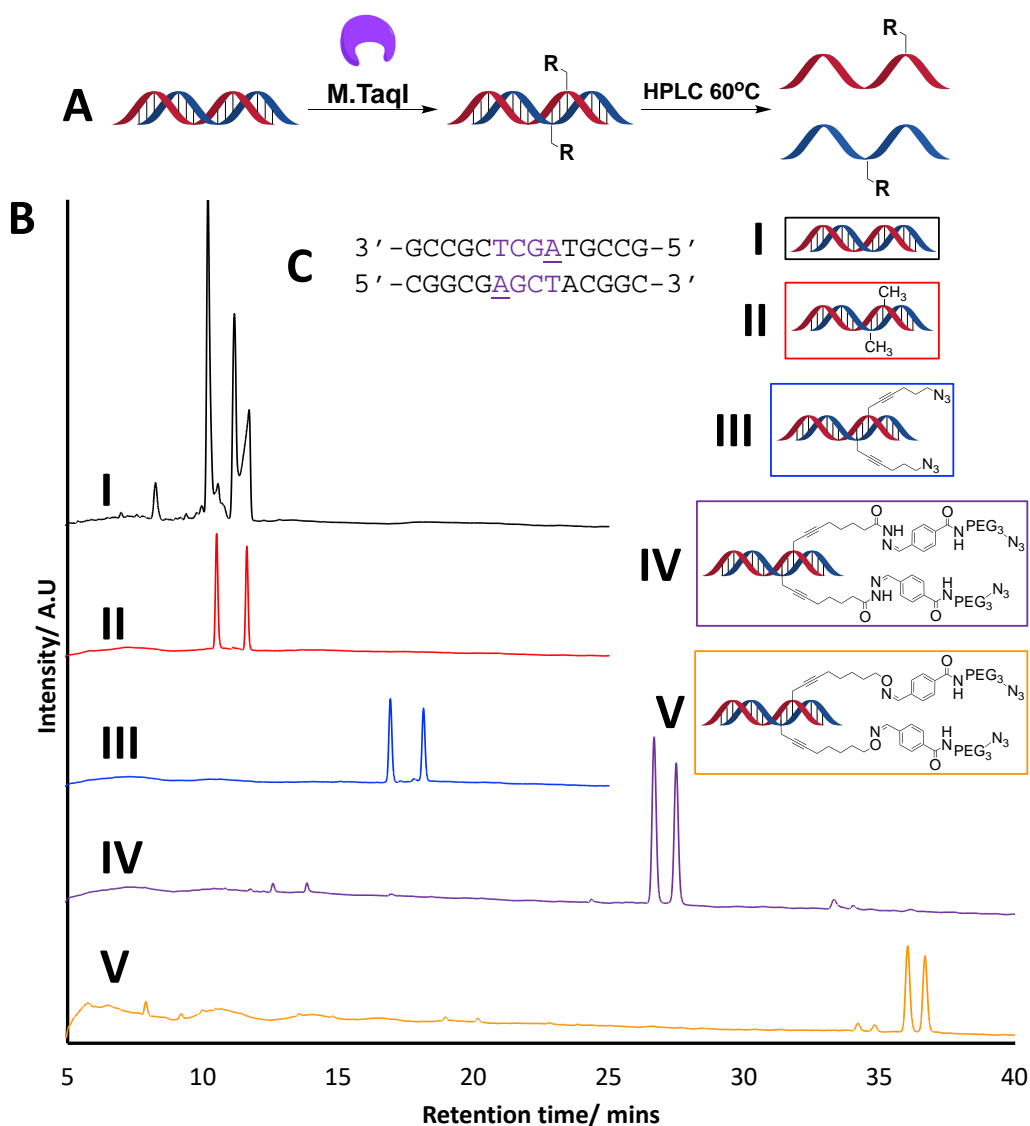 A
M.TaqI
R
R
HPLC 60°C
R
R
B
C
3’-GCCGCTCGATGCCG-5’
5’-CGGCGAGCTACGGC-3’
I
II
CH3
CH3
III
N3
N3
IV
O
NH
N
O
N
H
PEG3
N3
O
NH
N
O
H
N
PEG3
N3
V
O
N
O
N
H
PEG3
N3
O
N
O
H
N
PEG3
N3
I
II
III
IV
V
Intensity/ A.U
5 10 15 20 25 30 35 40
Retention time/ mins